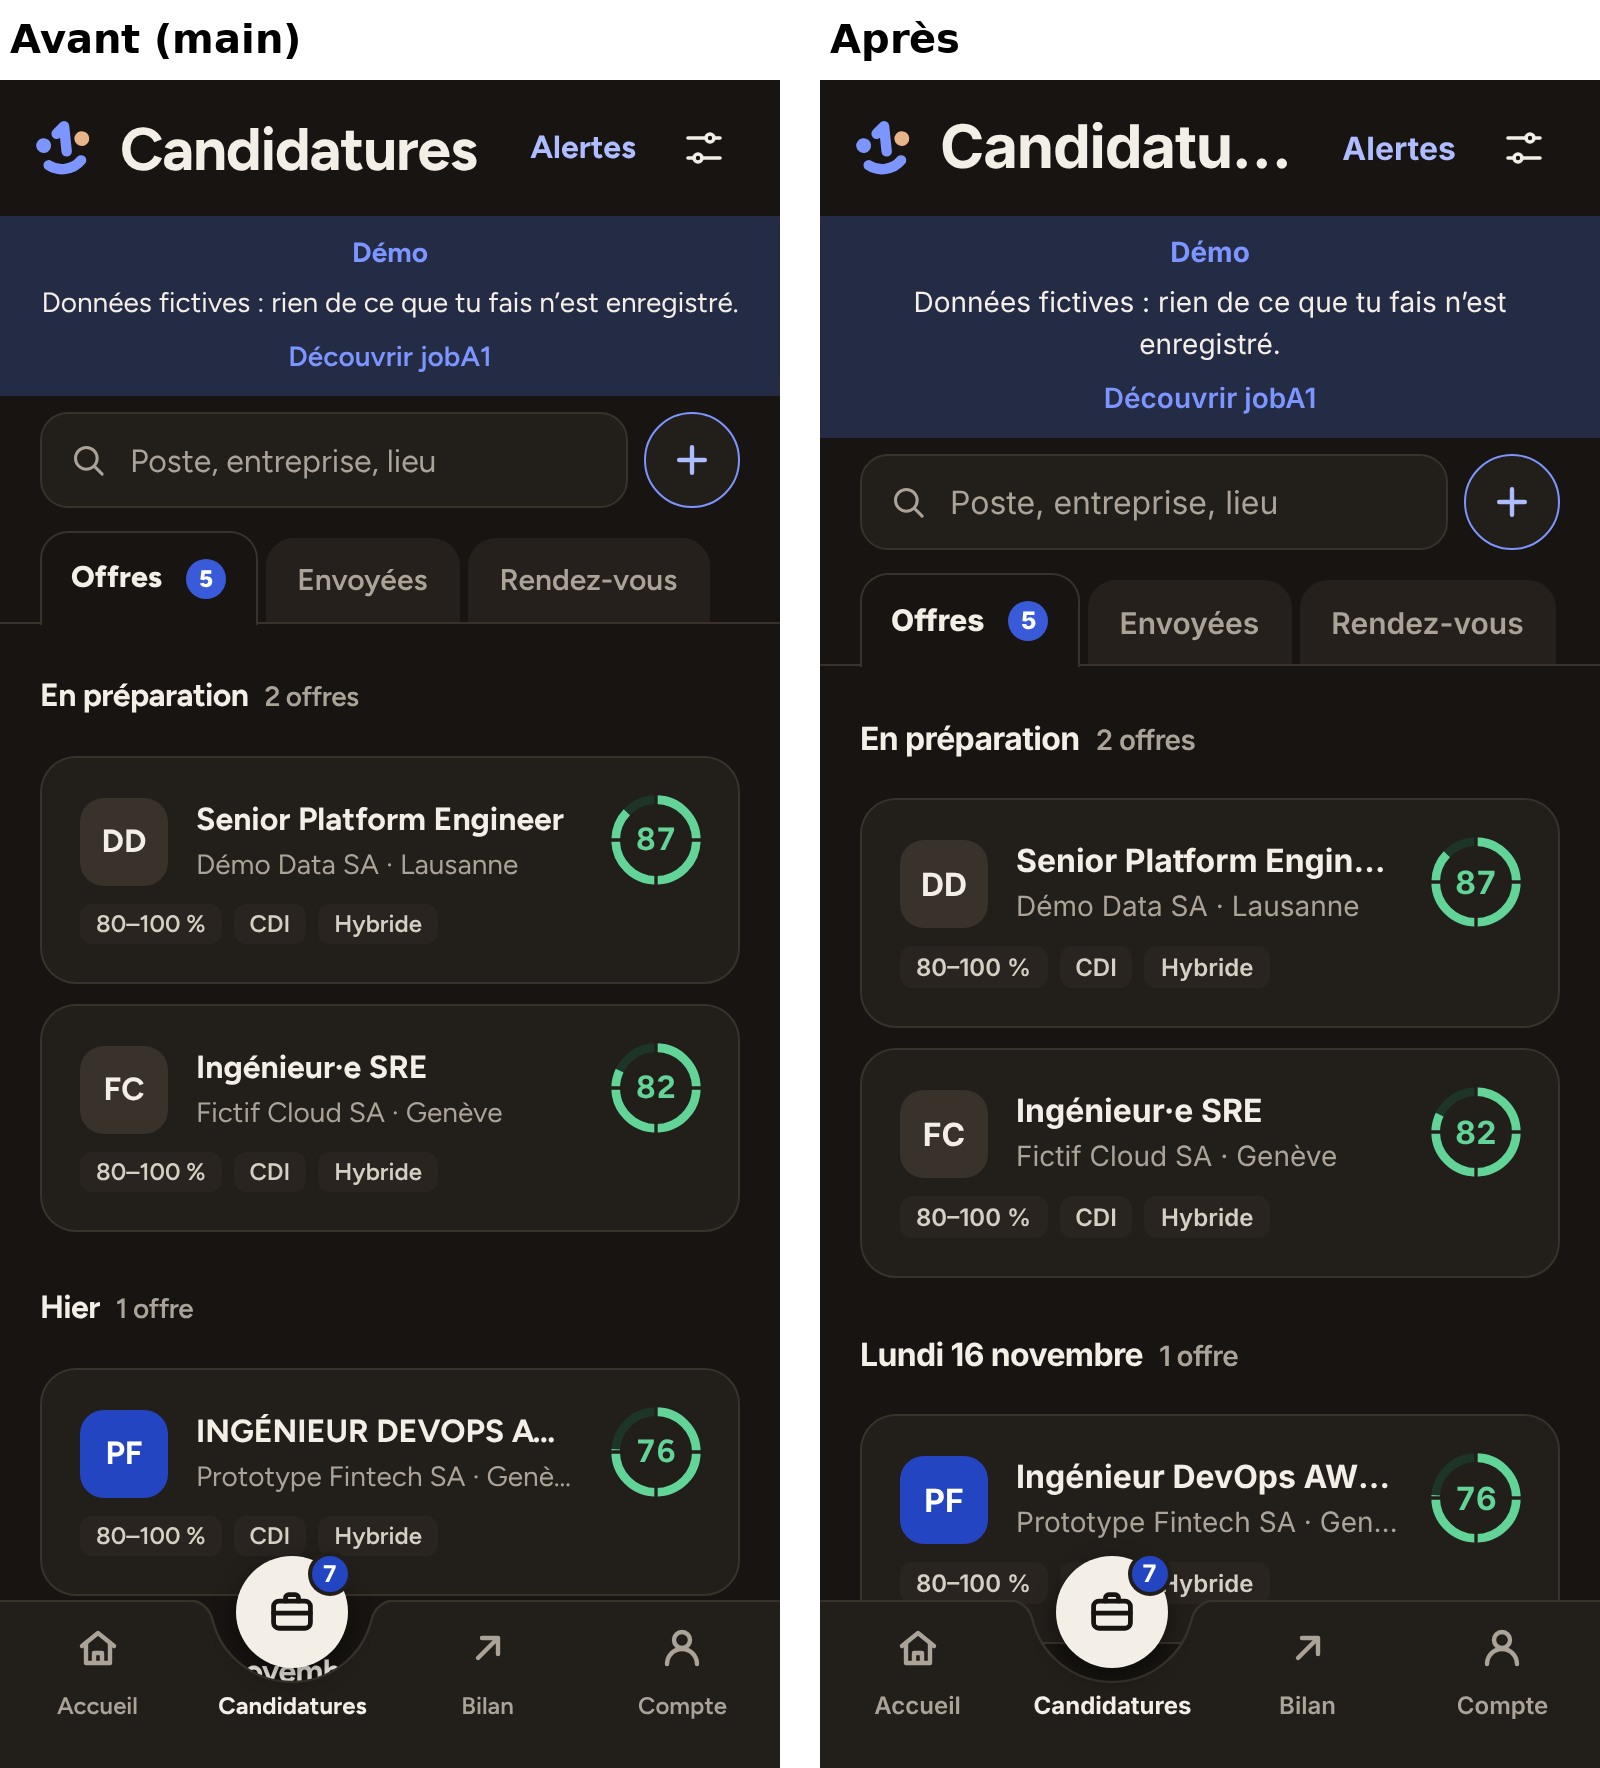 Avant (main)
Candidatures
Alertes
Démo
Données fictives : rien de ce que tu fais n’est enregistré.
Découvrir jobA1
Poste, entreprise, lieu
Offres 5
Envoyées
Rendez-vous
En préparation 2 offres
DD
Senior Platform Engineer
Démo Data SA · Lausanne
87
80–100 %
CDI
Hybride
FC
Ingénieur·e SRE
Fictif Cloud SA · Genève
82
80–100 %
CDI
Hybride
Hier 1 offre
PF
INGÉNIEUR DEVOPS A...
Prototype Fintech SA · Genè...
76
80–100 %
CDI
Hybride
7
Accueil
Candidatures
Bilan
Compte
Après
Candidatu...
Alertes
Démo
Données fictives : rien de ce que tu fais n’est
enregistré.
Découvrir jobA1
Poste, entreprise, lieu
Offres 5
Envoyées
Rendez-vous
En préparation 2 offres
DD
Senior Platform Engin...
Démo Data SA · Lausanne
87
80–100 %
CDI
Hybride
FC
Ingénieur·e SRE
Fictif Cloud SA · Genève
82
80–100 %
CDI
Hybride
Lundi 16 novembre 1 offre
PF
Ingénieur DevOps AW...
Prototype Fintech SA · Gen...
76
80–100 %
Hybride
7
Accueil
Candidatures
Bilan
Compte